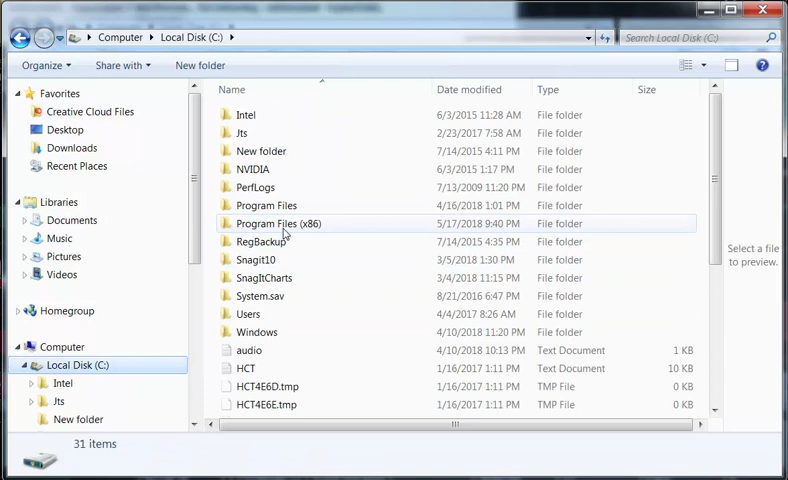 Computer Local Disk (C:) Search Local Disk (C:)
Organize Share with New folder
Favorites
Creative Cloud Files
Desktop
Downloads
Recent Places
Libraries
Documents
Music
Pictures
Videos
Homegroup
Computer
Local Disk (C:)
Intel
Jts
New folder
Name Date modified Type Size
Intel 6/3/2015 11:28 AM File folder
Jts 2/23/2017 7:58 AM File folder
New folder 7/14/2015 4:11 PM File folder
NVIDIA 6/3/2015 1:17 PM File folder
PerfLogs 7/13/2009 11:20 PM File folder
Program Files 4/16/2018 1:01 PM File folder
Program Files (x86) 5/17/2018 9:40 PM File folder
RegBackup 7/14/2015 4:35 PM File folder
Snagit10 3/5/2018 1:30 PM File folder
SnagItCharts 3/4/2018 11:15 PM File folder
System.sav 8/21/2016 6:47 PM File folder
Users 4/4/2017 8:26 AM File folder
Windows 4/10/2018 11:20 PM File folder
audio 4/10/2018 10:13 PM Text Document 1 KB
HCT 1/16/2017 1:11 PM Text Document 10 KB
HCT4E6D.tmp 1/16/2017 1:11 PM TMP File 0 KB
HCT4E6E.tmp 1/16/2017 1:11 PM TMP File 0 KB
Select a file
to preview.
31 items